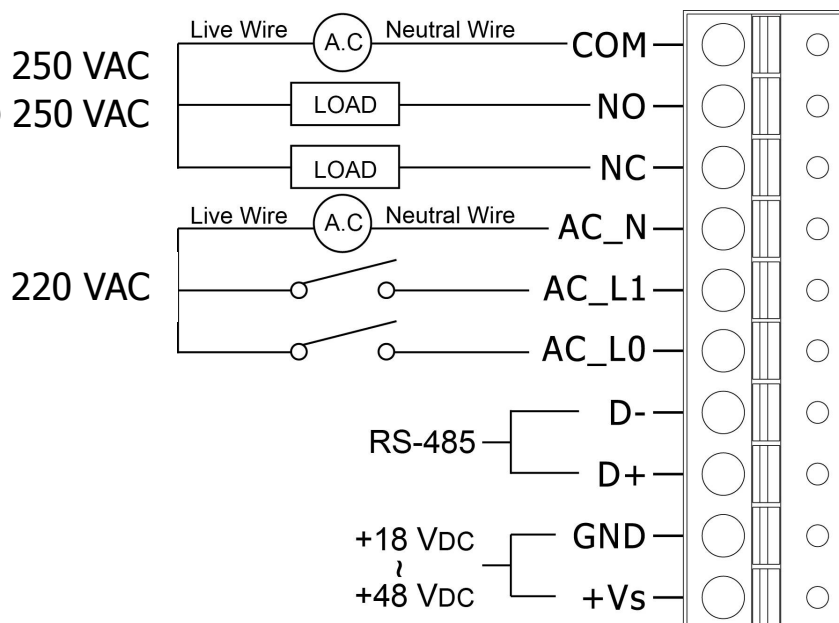 Live Wire A.C Neutral Wire COM
250 VAC
LOAD NO
250 VAC
LOAD NC
Live Wire A.C Neutral Wire AC_N
220 VAC AC_L1
AC_L0
D-
RS-485
D+
+18 VDC GND
~
+48 VDC +Vs